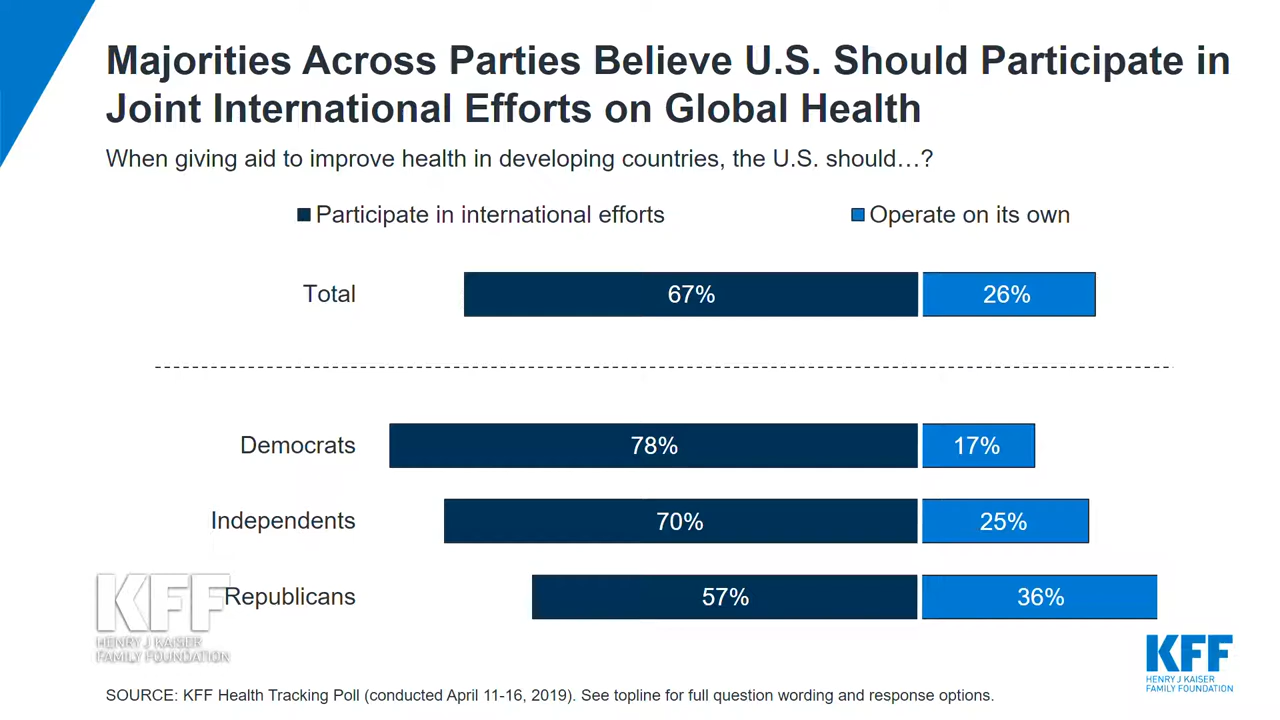 Majorities Across Parties Believe U.S. Should Participate in
Joint International Efforts on Global Health
When giving aid to improve health in developing countries, the U.S. should…?
Participate in international efforts
Operate on its own
Total
67%
26%
Democrats
78%
17%
Independents
70%
25%
Republicans
57%
36%
KFF
HENRY J KAISER
FAMILY FOUNDATION
KFF
HENRY J KAISER
FAMILY FOUNDATION
SOURCE: KFF Health Tracking Poll (conducted April 11-16, 2019). See topline for full question wording and response options.